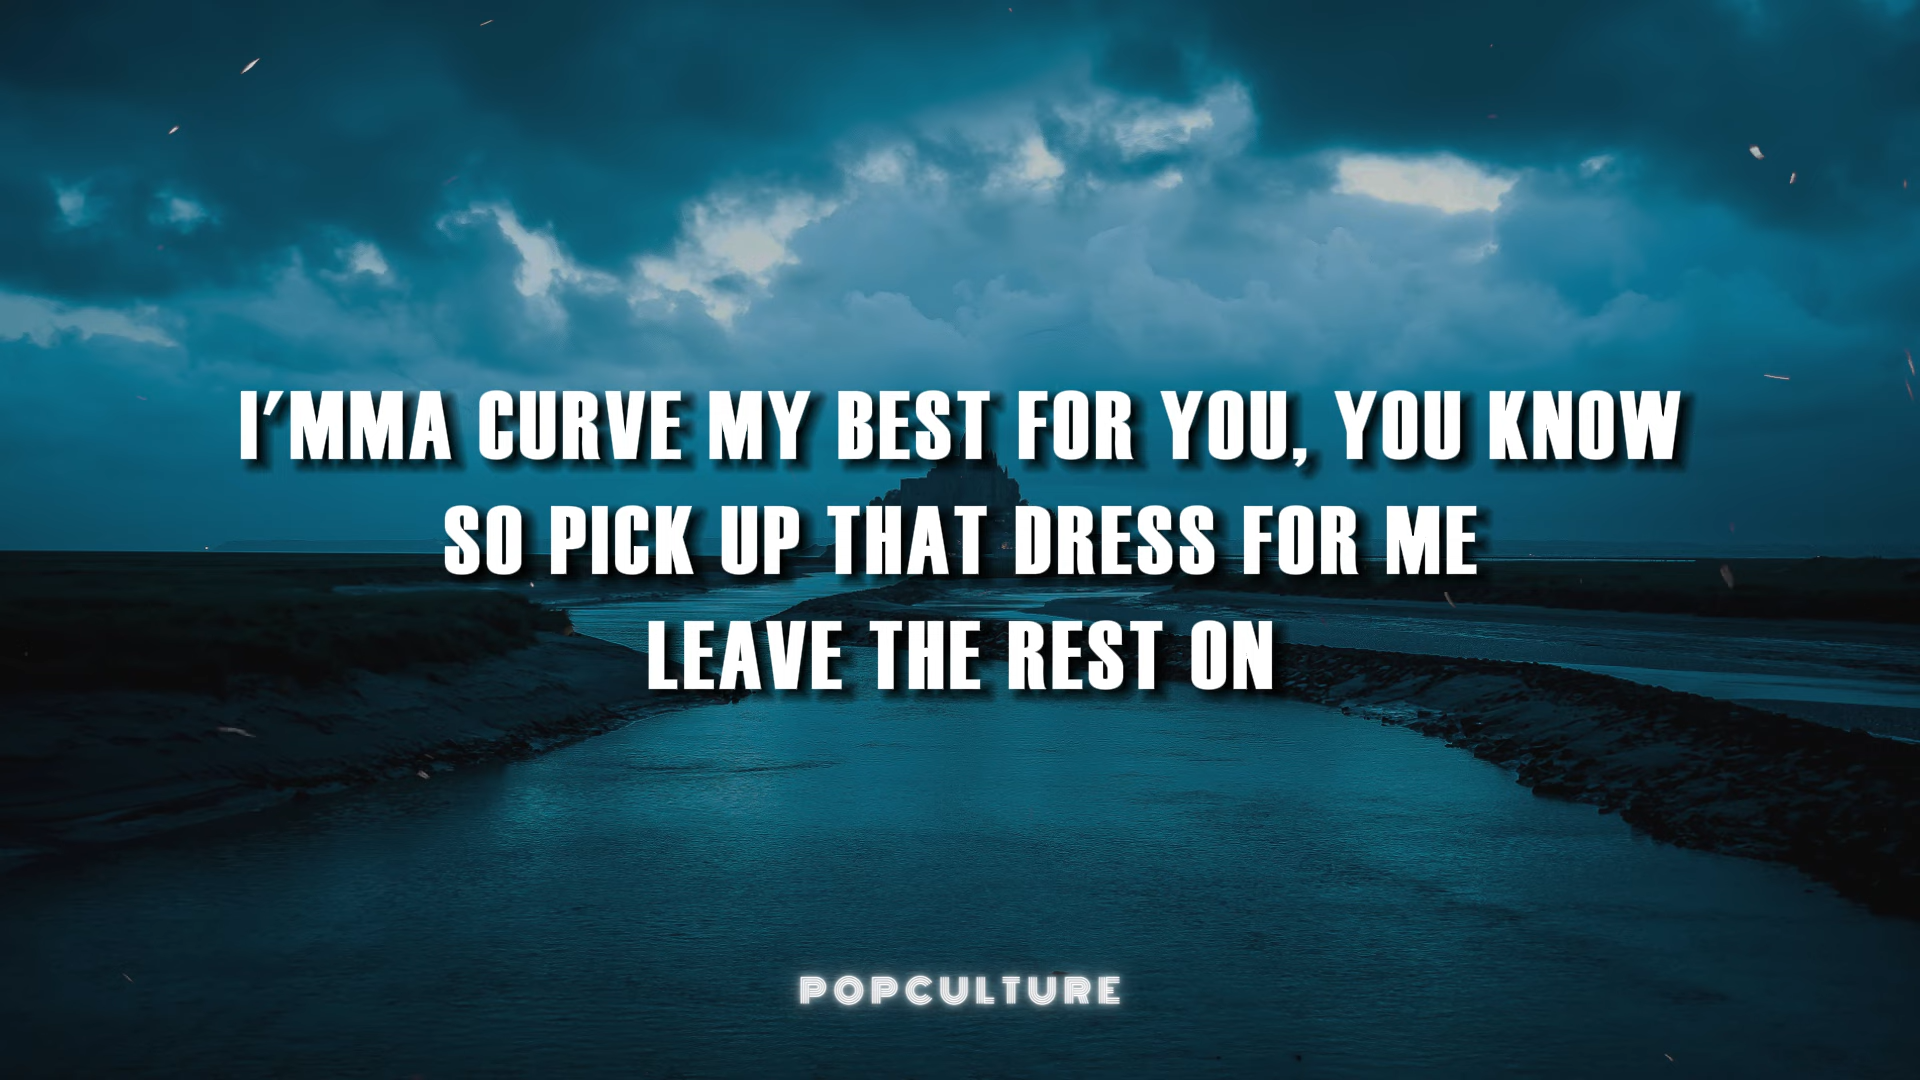 I'MMA CURVE MY BEST FOR YOU, YOU KNOW
SO PICK UP THAT DRESS FOR ME
LEAVE THE REST ON
POPCULTURE